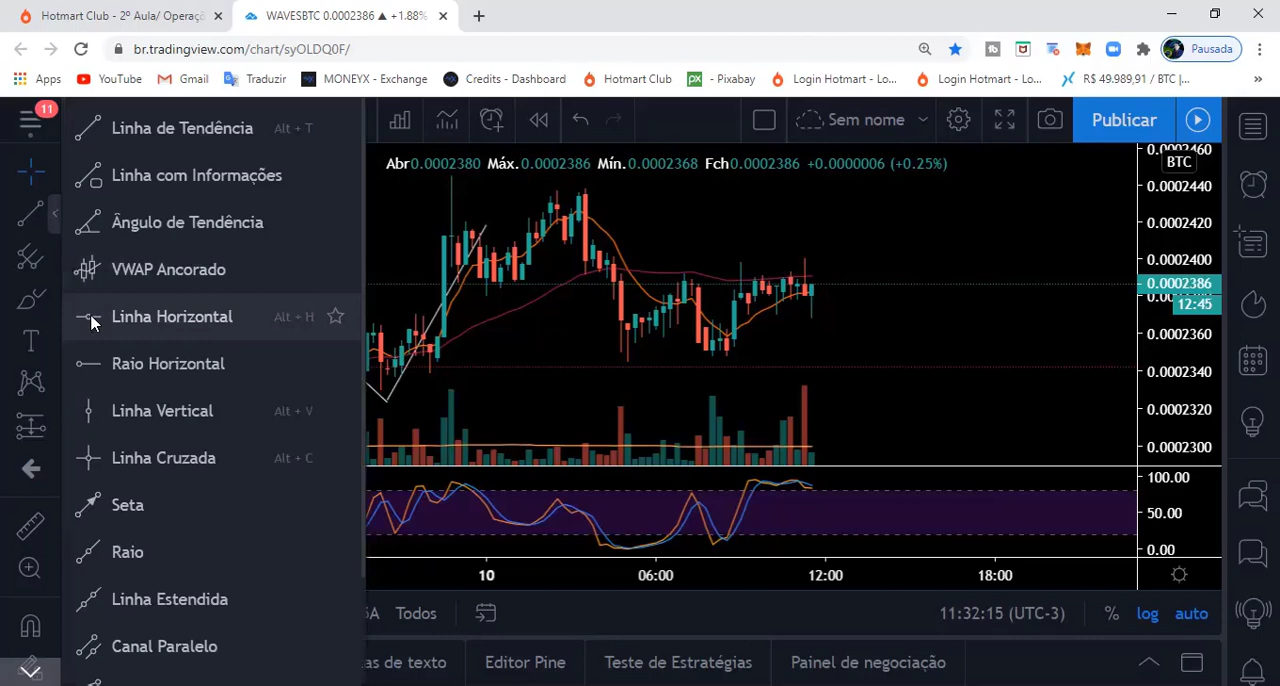 Hotmart Club - 2º Aula/ Operaçõ
WAVESBTC 0.0002386 ▲ +1.88%
br.tradingview.com/chart/syOLDQ0F/
Pausada
Apps
YouTube
Gmail
Traduzir
MONEYX - Exchange
Credits - Dashboard
Hotmart Club
- Pixabay
Login Hotmart - Lo...
Login Hotmart - Lo...
R$ 49.989,91 / BTC |...
11
Linha de Tendência Alt + T
Linha com Informações
Ângulo de Tendência
VWAP Ancorado
Linha Horizontal Alt + H
Raio Horizontal
Linha Vertical Alt + V
Linha Cruzada Alt + C
Seta
Raio
Linha Estendida
Canal Paralelo
Sem nome
Publicar
Abr0.0002380 Máx.0.0002386 Mín.0.0002368 Fch0.0002386 +0.0000006 (+0.25%)
0.0002460
BTC
0.0002440
0.0002420
0.0002400
0.0002386
12:45
0.0002360
0.0002340
0.0002320
0.0002300
100.00
50.00
0.00
10 06:00 12:00 18:00
Todos
11:32:15 (UTC-3) % log auto
as de texto
Editor Pine
Teste de Estratégias
Painel de negociação